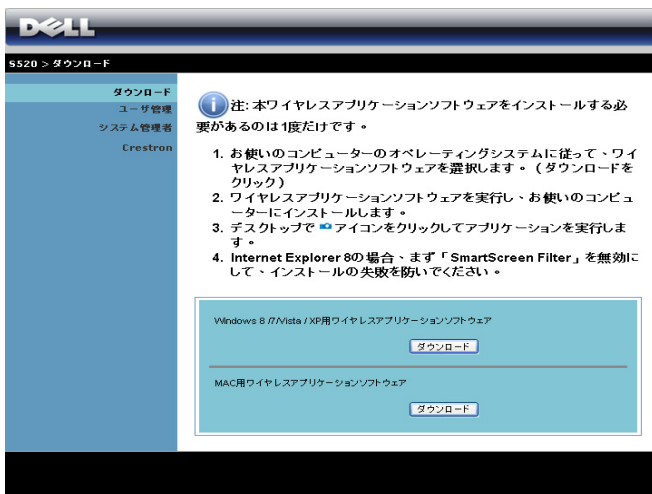 DELL
S520 > ダウンロード
ダウンロード
ユーザ管理
システム管理者
Crestron
注: 本ワイヤレスアプリケーションソフトウェアをインストールする必
要があるのは1度だけです。
1. お使いのコンピューターのオペレーティングシステムに従って、ワイ
ヤレスアプリケーションソフトウェアを選択します。（ダウンロードを
クリック）
2. ワイヤレスアプリケーションソフトウェアを実行し、お使いのコンピュ
ーターにインストールします。
3. デスクトップで アイコンをクリックしてアプリケーションを実行しま
す。
4. Internet Explorer 8の場合、まず「SmartScreen Filter」を無効に
して、インストールの失敗を防いでください。
Windows 8 /7/Vista / XP用ワイヤレスアプリケーションソフトウェア
ダウンロード
MAC用ワイヤレスアプリケーションソフトウェア
ダウンロード